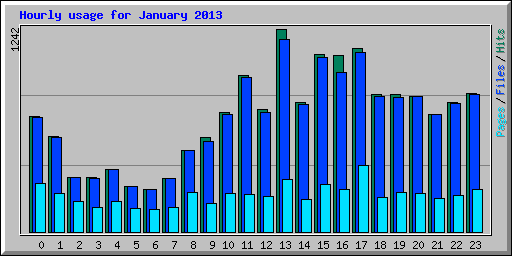 Hourly usage for January 2013
1242
Pages/Files/Hits
0 1 2 3 4 5 6 7 8 9 10 11 12 13 14 15 16 17 18 19 20 21 22 23